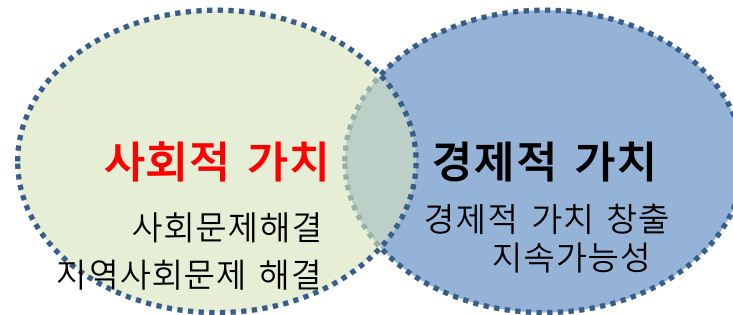 사회적 가치
사회문제해결
지역사회문제 해결
경제적 가치
경제적 가치 창출
지속가능성